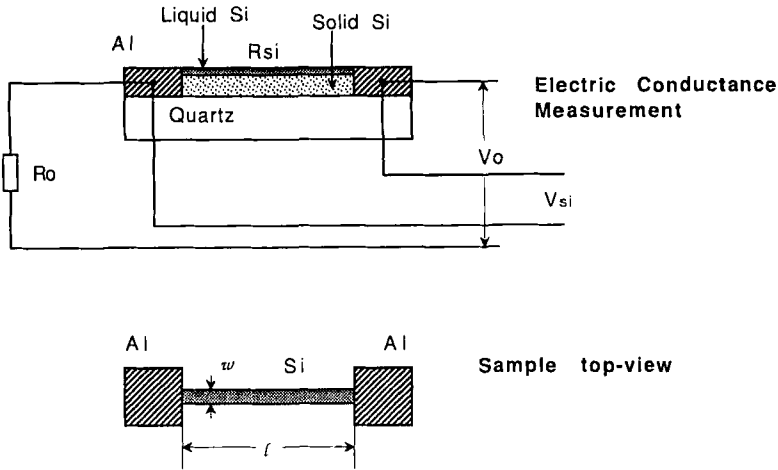 Liquid Si
Solid Si
Al
Rsi
Electric Conductance
Measurement
Quartz
Vo
Ro
Vsi
Al
Al
w
Si
Sample top-view
l